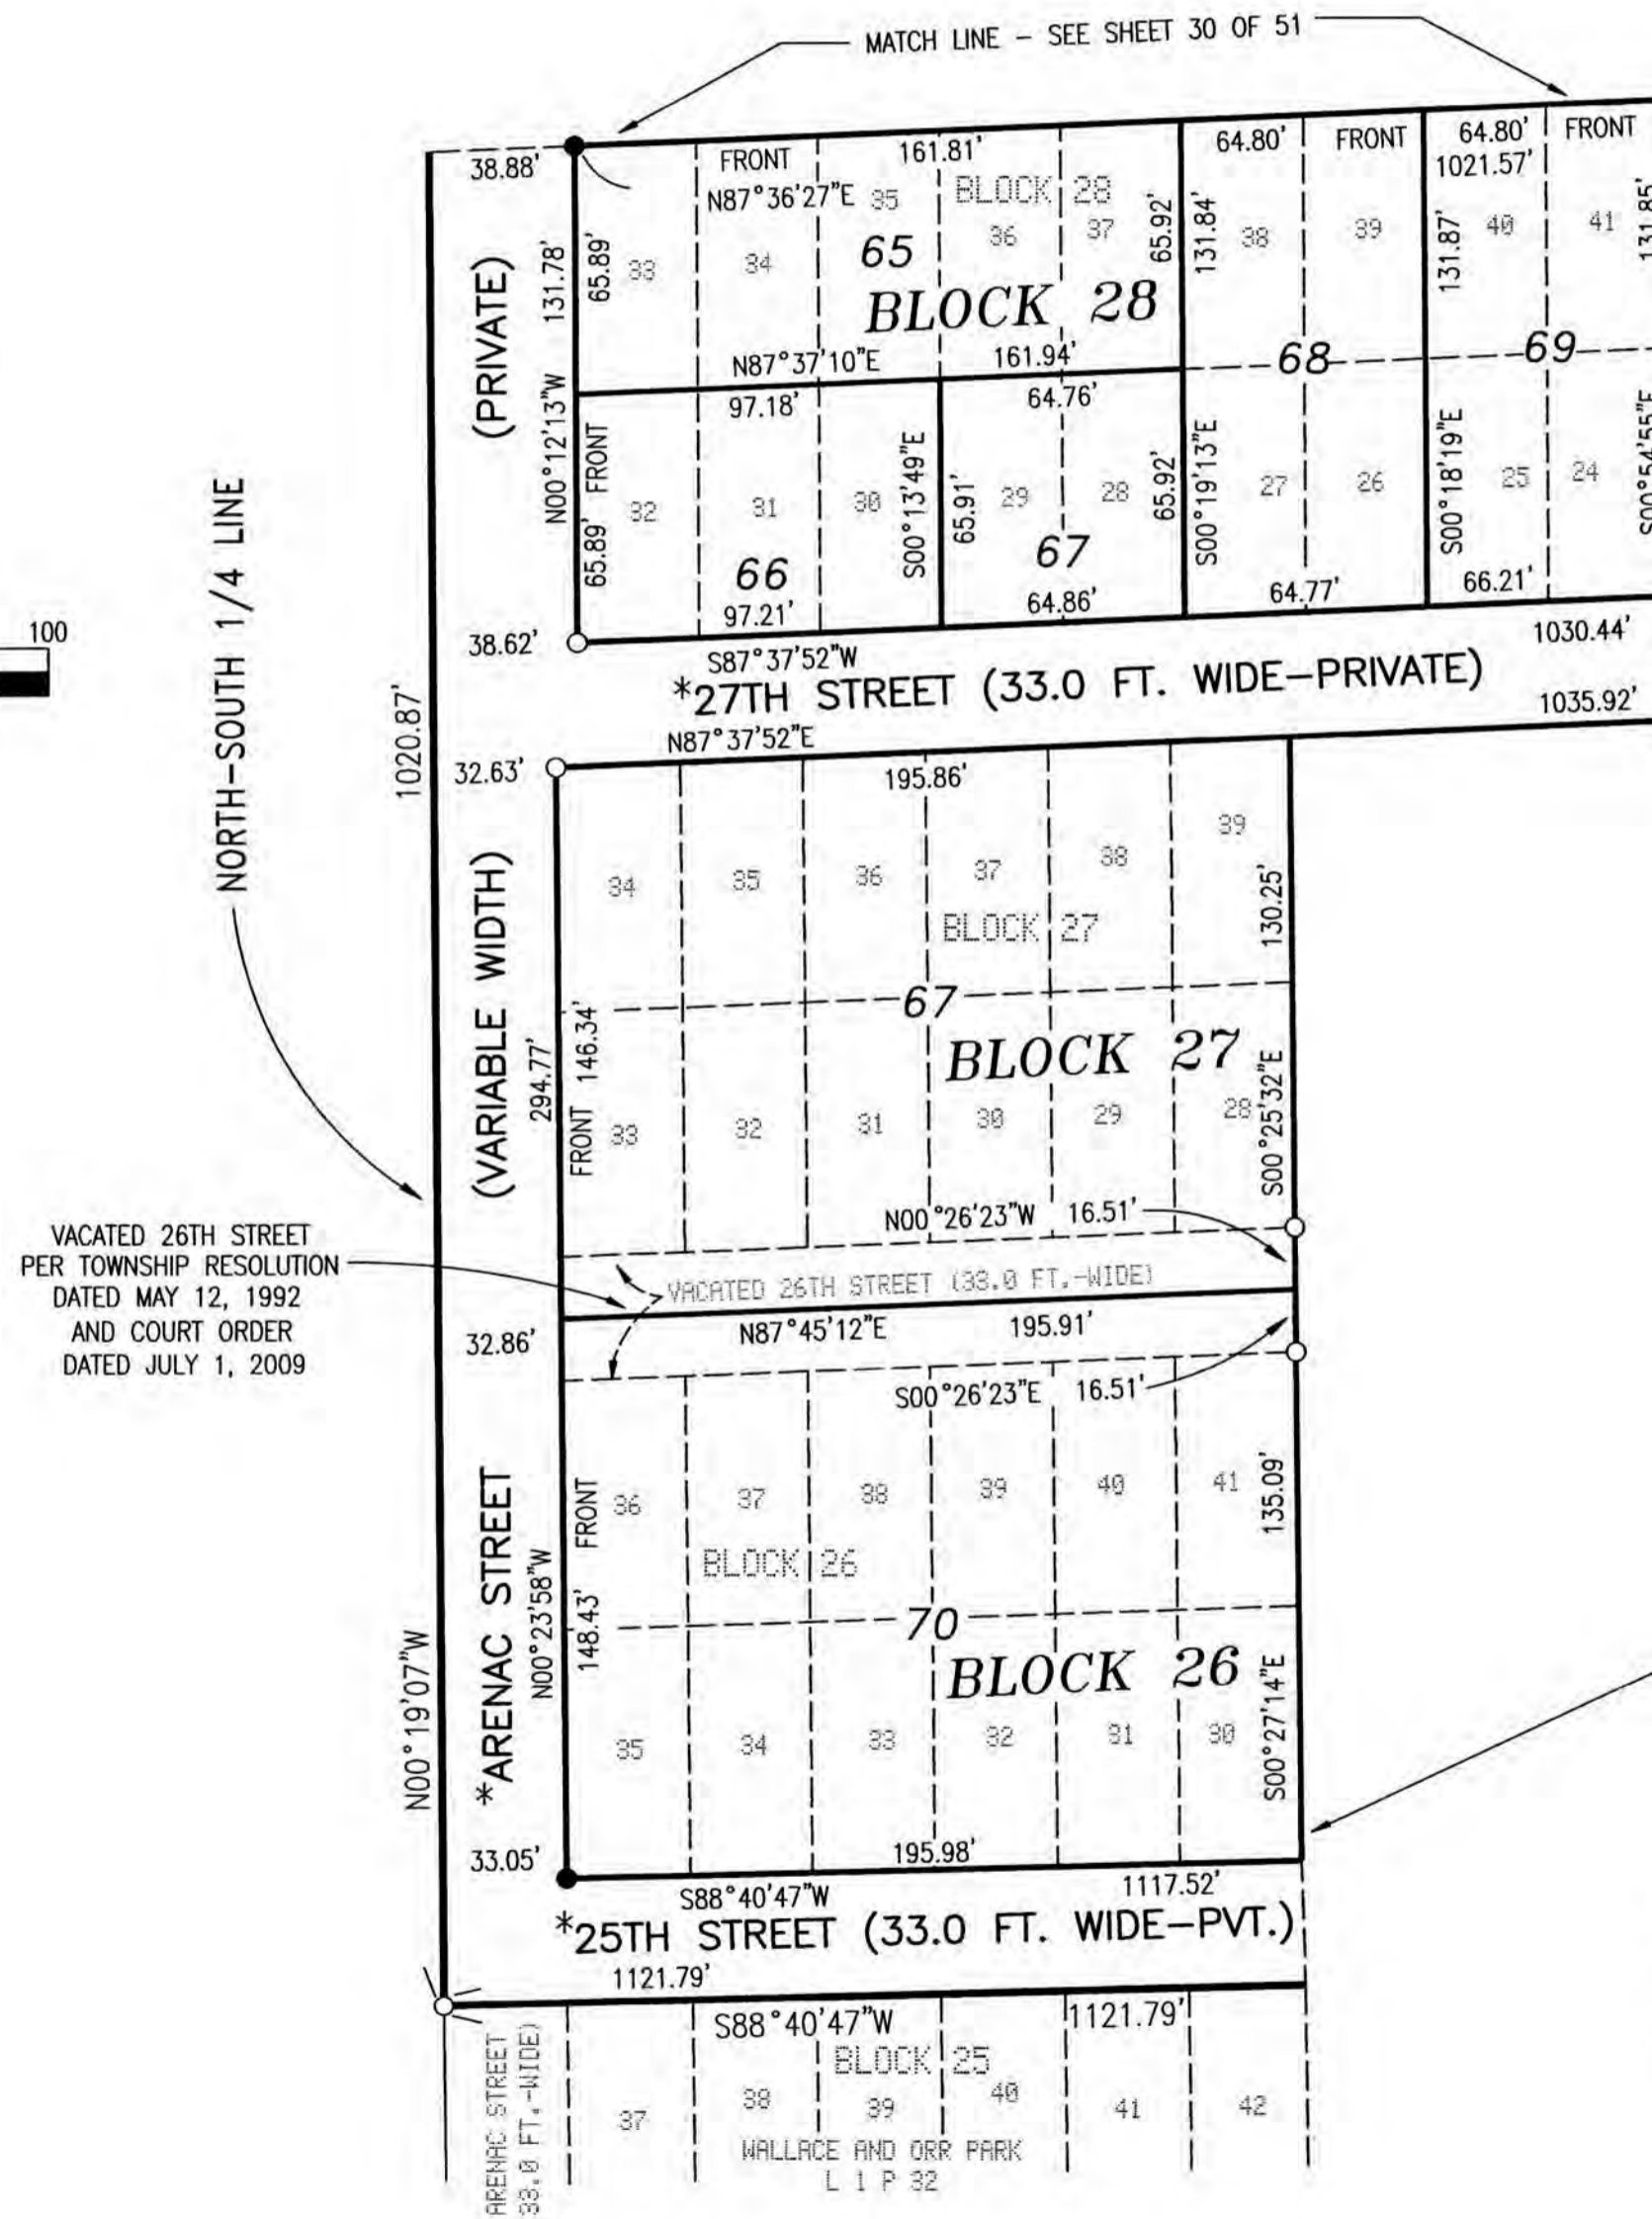 MATCH LINE – SEE SHEET 30 OF 51
38.88'
FRONT
161.81'
64.80'
FRONT
64.80'
FRONT
1021.57'
N87°36'27"E
35
BLOCK 28
33
34
65
36
37
65.92'
131.84'
38
39
131.87'
40
41
131.85'
(PRIVATE)
131.78'
65.89'
BLOCK 28
N87°37'10"E
161.94'
68
69
N00°12'13"W
97.18'
64.76'
65.89' FRONT
32
31
30
S00°13'49"E
65.91'
29
28
65.92'
S00°19'13"E
27
26
S00°18'19"E
25
24
S00°54'55"E
66
67
97.21'
64.86'
64.77'
66.21'
100
38.62'
S87°37'52"W
1030.44'
*27TH STREET (33.0 FT. WIDE–PRIVATE)
1035.92'
N87°37'52"E
NORTH–SOUTH 1/4 LINE
1020.87'
32.63'
195.86'
34
35
36
37
38
39
BLOCK 27
130.25'
(VARIABLE WIDTH)
67
294.77'
FRONT 146.34'
BLOCK 27
33
32
31
30
29
28
S00°25'32"E
N00°26'23"W 16.51'
VACATED 26TH STREET
PER TOWNSHIP RESOLUTION
DATED MAY 12, 1992
AND COURT ORDER
DATED JULY 1, 2009
VACATED 26TH STREET (33.0 FT.-WIDE)
32.86'
N87°45'12"E
195.91'
S00°26'23"E 16.51'
36
37
38
39
40
41
135.09'
BLOCK 26
*ARENAC STREET
N00°23'58"W
148.43' FRONT
70
BLOCK 26
N00°19'07"W
35
34
33
32
31
30
S00°27'14"E
33.05'
195.98'
S88°40'47"W
1117.52'
*25TH STREET (33.0 FT. WIDE–PVT.)
1121.79'
S88°40'47"W
1121.79'
BLOCK 25
ARENAC STREET
33.0 FT.-WIDE)
37
38
39
40
41
42
WALLACE AND ORR PARK
L 1 P 32